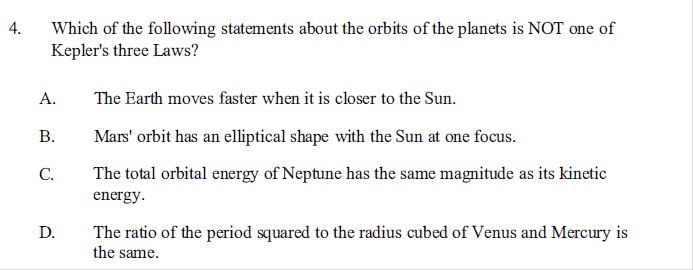 4. Which of the following statements about the orbits of the planets is NOT one of
Kepler's three Laws?
A. The Earth moves faster when it is closer to the Sun.
B. Mars' orbit has an elliptical shape with the Sun at one focus.
C. The total orbital energy of Neptune has the same magnitude as its kinetic
energy.
D. The ratio of the period squared to the radius cubed of Venus and Mercury is
the same.